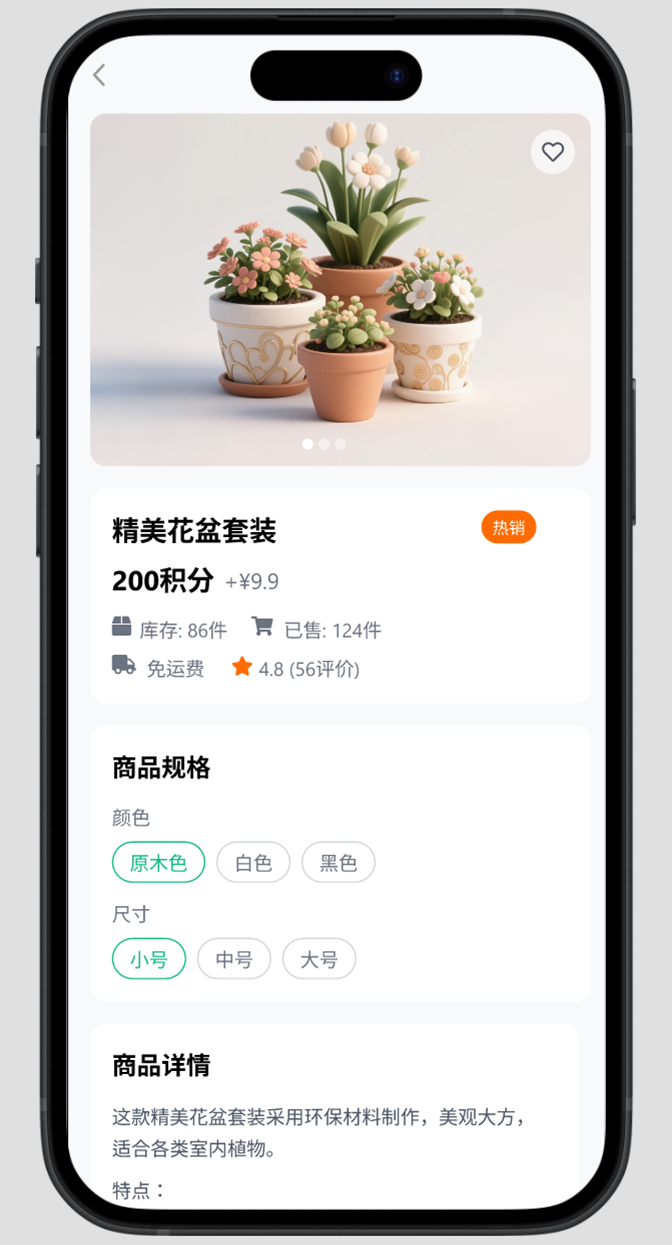 热销
精美花盆套装
200积分 +¥9.9
库存: 86件 已售: 124件
免运费 4.8 (56评价)
商品规格
颜色
原木色 白色 黑色
尺寸
小号 中号 大号
商品详情
这款精美花盆套装采用环保材料制作，美观大方，
适合各类室内植物。
特点：